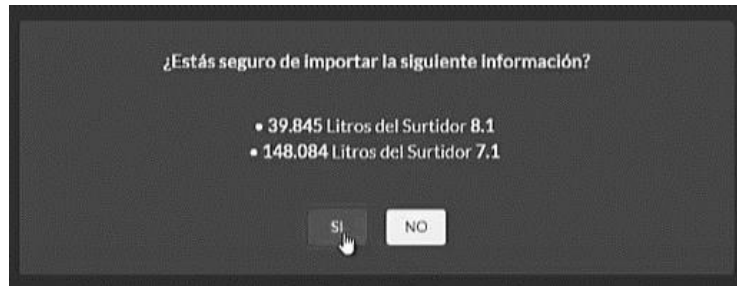 ¿Estás seguro de importar la siguiente información?
• 39.845 Litros del Surtidor 8.1
• 148.084 Litros del Surtidor 7.1
SI
NO